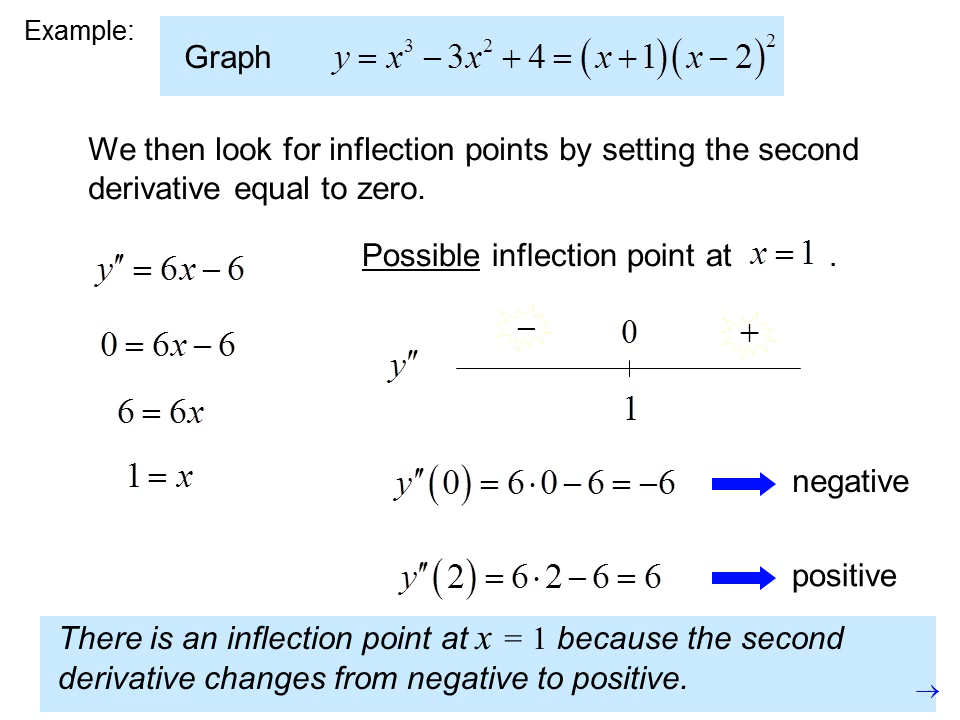 Example:
Graph y = x³ − 3x² + 4 = (x + 1)(x − 2)²
We then look for inflection points by setting the second
derivative equal to zero.
y″ = 6x − 6
Possible inflection point at x = 1 .
0 = 6x − 6
− 0 +
y″
1
6 = 6x
1 = x
y″(0) = 6·0 − 6 = −6 negative
y″(2) = 6·2 − 6 = 6 positive
There is an inflection point at x = 1 because the second
derivative changes from negative to positive.
→